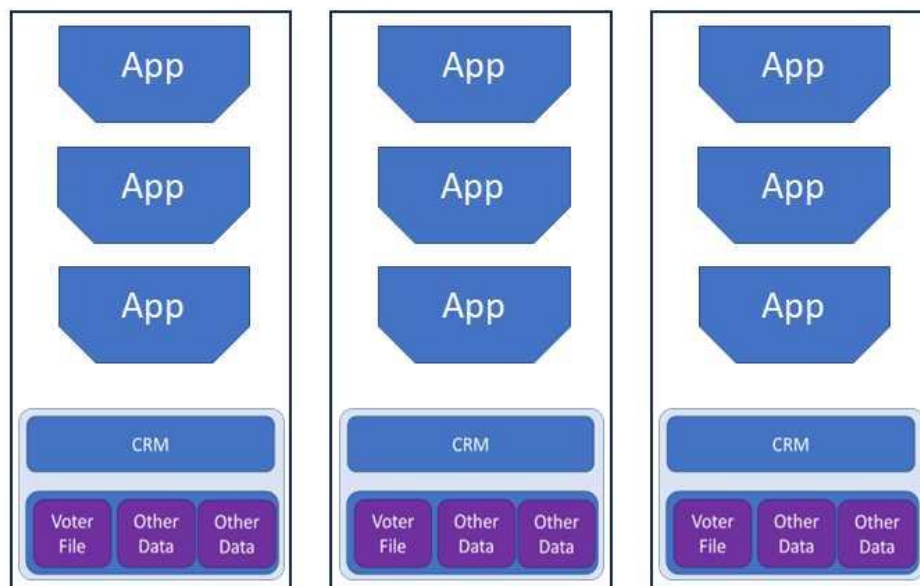 App
App
App
App
App
App
App
App
App
CRM
CRM
CRM
Voter
File
Other
Data
Other
Data
Voter
File
Other
Data
Other
Data
Voter
File
Other
Data
Other
Data